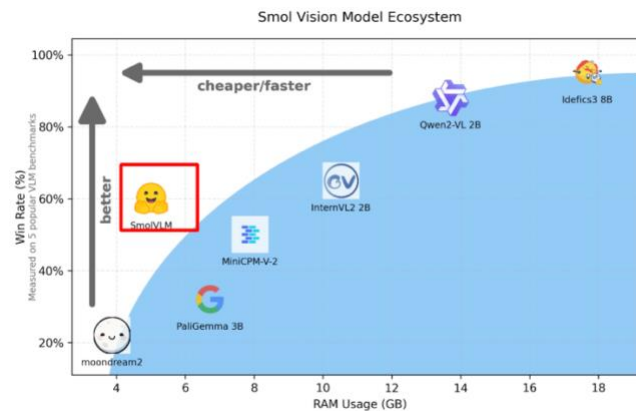 Smol Vision Model Ecosystem
100%
80%
60%
40%
20%
Win Rate (%)
Measured on 5 popular VLM benchmarks
better
cheaper/faster
Idefics3 8B
Qwen2-VL 2B
InternVL2 2B
SmolVLM
MiniCPM-V-2
PaliGemma 3B
moondream2
4
6
8
10
12
14
16
18
RAM Usage (GB)